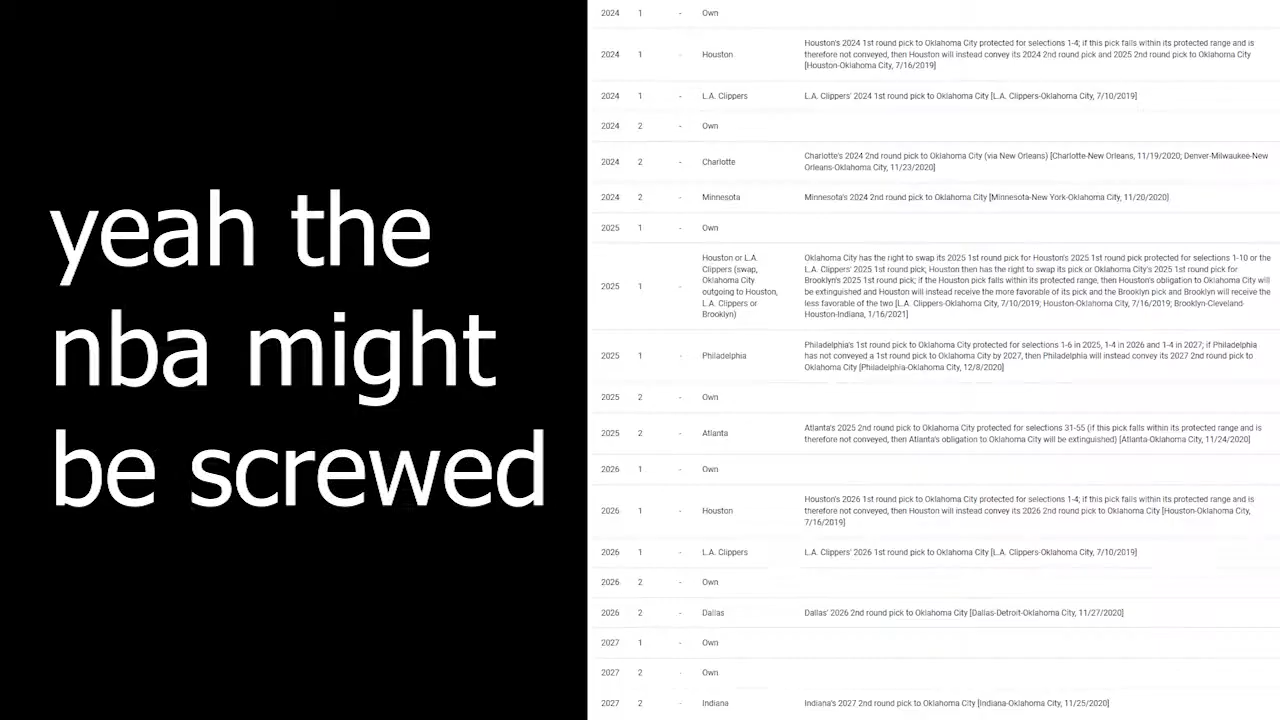 yeah the
nba might
be screwed
2024 1 - Own
2024 1 - Houston Houston's 2024 1st round pick to Oklahoma City protected for selections 1-4; if this pick falls within its protected range and is
therefore not conveyed, then Houston will instead convey its 2024 2nd round pick and 2025 2nd round pick to Oklahoma City
[Houston-Oklahoma City, 7/16/2019]
2024 1 - L.A. Clippers L.A. Clippers' 2024 1st round pick to Oklahoma City [L.A. Clippers-Oklahoma City, 7/10/2019]
2024 2 - Own
2024 2 - Charlotte Charlotte's 2024 2nd round pick to Oklahoma City (via New Orleans) [Charlotte-New Orleans, 11/19/2020; Denver-Milwaukee-New
Orleans-Oklahoma City, 11/23/2020]
2024 2 - Minnesota Minnesota's 2024 2nd round pick to Oklahoma City [Minnesota-New York-Oklahoma City, 11/20/2020]
2025 1 - Own
2025 1 - Houston or L.A.
Clippers (swap,
Oklahoma City
outgoing to Houston,
L.A. Clippers or
Brooklyn)
Oklahoma City has the right to swap its 2025 1st round pick for Houston's 2025 1st round pick protected for selections 1-10 or the
L.A. Clippers' 2025 1st round pick, Houston then has the right to swap its pick or Oklahoma City's 2025 1st round pick for
Brooklyn's 2025 1st round pick; if the Houston pick falls within its protected range, then Houston's obligation to Oklahoma City will
be extinguished and Houston will instead receive the more favorable of its pick and the Brooklyn pick and Brooklyn will receive the
less favorable of the two [L.A. Clippers-Oklahoma City, 7/10/2019; Houston-Oklahoma City, 7/16/2019; Brooklyn-Cleveland-
Houston-Indiana, 1/16/2021]
2025 1 - Philadelphia Philadelphia's 1st round pick to Oklahoma City protected for selections 1-6 in 2025, 1-4 in 2026 and 1-4 in 2027; if Philadelphia
has not conveyed a 1st round pick to Oklahoma City by 2027, then Philadelphia will instead convey its 2027 2nd round pick to
Oklahoma City [Philadelphia-Oklahoma City, 12/8/2020]
2025 2 - Own
2025 2 - Atlanta Atlanta's 2025 2nd round pick to Oklahoma City protected for selections 31-55 (if this pick falls within its protected range and is
therefore not conveyed, then Atlanta's obligation to Oklahoma City will be extinguished) [Atlanta-Oklahoma City, 11/24/2020]
2026 1 - Own
2026 1 - Houston Houston's 2026 1st round pick to Oklahoma City protected for selections 1-4; if this pick falls within its protected range and is
therefore not conveyed, then Houston will instead convey its 2026 2nd round pick to Oklahoma City [Houston-Oklahoma City,
7/16/2019]
2026 1 - L.A. Clippers L.A. Clippers' 2026 1st round pick to Oklahoma City [L.A. Clippers-Oklahoma City, 7/10/2019]
2026 2 - Own
2026 2 - Dallas Dallas' 2026 2nd round pick to Oklahoma City [Dallas-Detroit-Oklahoma City, 11/27/2020]
2027 1 - Own
2027 2 - Own
2027 2 - Indiana Indiana's 2027 2nd round pick to Oklahoma City [Indiana-Oklahoma City, 11/25/2020]